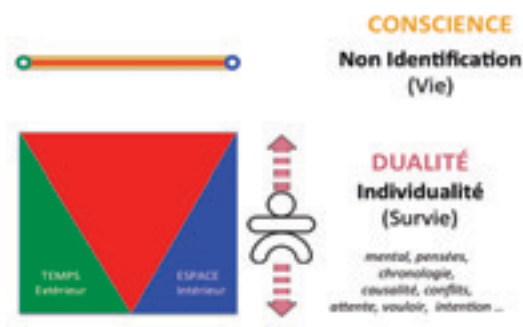 CONSCIENCE
Non Identification
(Vie)
DUALITÉ
Individualité
(Survie)
mental, pensées,
chronologie,
causalité, conflits,
attente, vouloir, intention ...
TEMPS
Extérieur
ESPACE
Intérieur